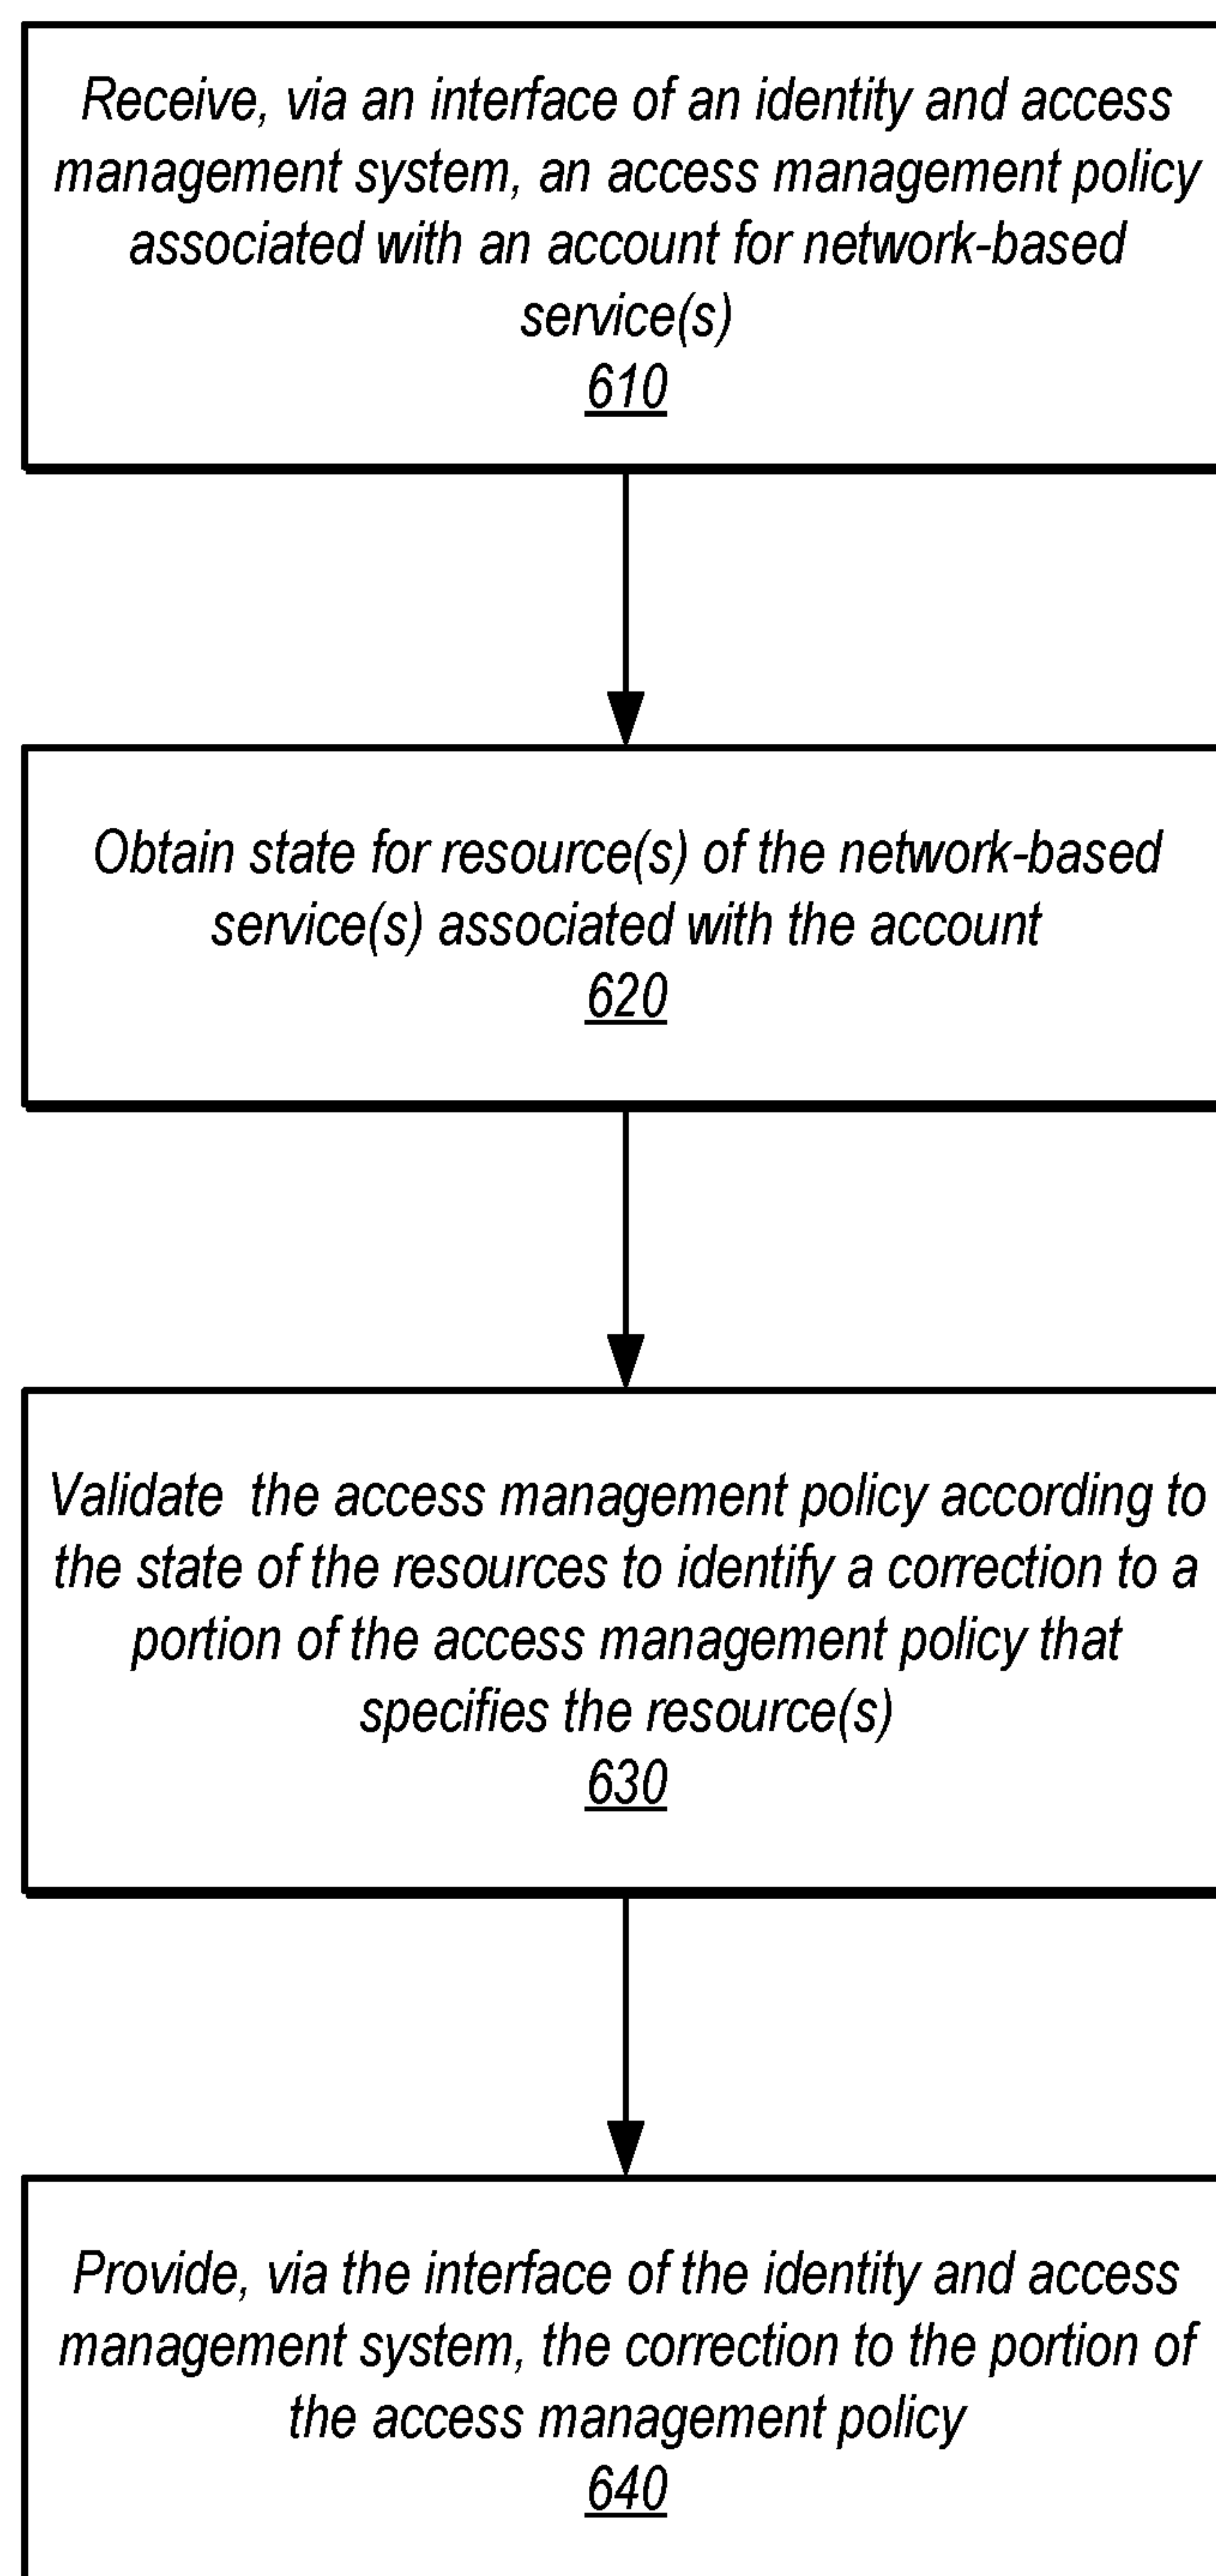 Receive, via an interface of an identity and access
management system, an access management policy
associated with an account for network-based
service(s)
610
Obtain state for resource(s) of the network-based
service(s) associated with the account
620
Validate the access management policy according to
the state of the resources to identify a correction to a
portion of the access management policy that
specifies the resource(s)
630
Provide, via the interface of the identity and access
management system, the correction to the portion of
the access management policy
640